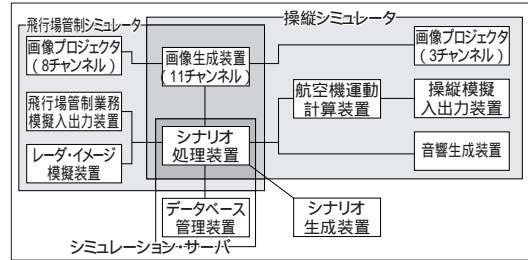 飛行場管制シミュレータ
操縦シミュレータ
画像プロジェクタ
(8チャンネル)
画像生成装置
(11チャンネル)
画像プロジェクタ
(3チャンネル)
飛行場管制業務
模擬入出力装置
航空機運動
計算装置
操縦模擬
入出力装置
レーダ・イメージ
模擬装置
シナリオ
処理装置
音響生成装置
データベース
管理装置
シナリオ
生成装置
シミュレーション・サーバ